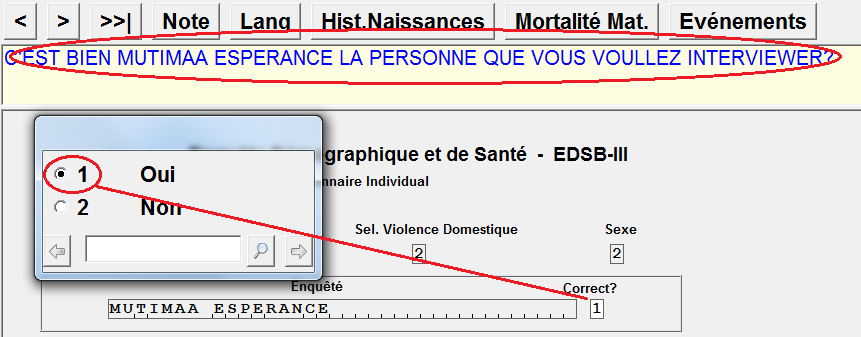 < > >>| Note Lang Hist.Naissances Mortalité Mat. Evénements
C'EST BIEN MUTIMAA ESPERANCE LA PERSONNE QUE VOUS VOULLEZ INTERVIEWER?
graphique et de Santé - EDSB-III
1 Oui
nnaire Individual
2 Non
Sel. Violence Domestique Sexe
2 2
Enquêté Correct?
MUTIMAA ESPERANCE 1